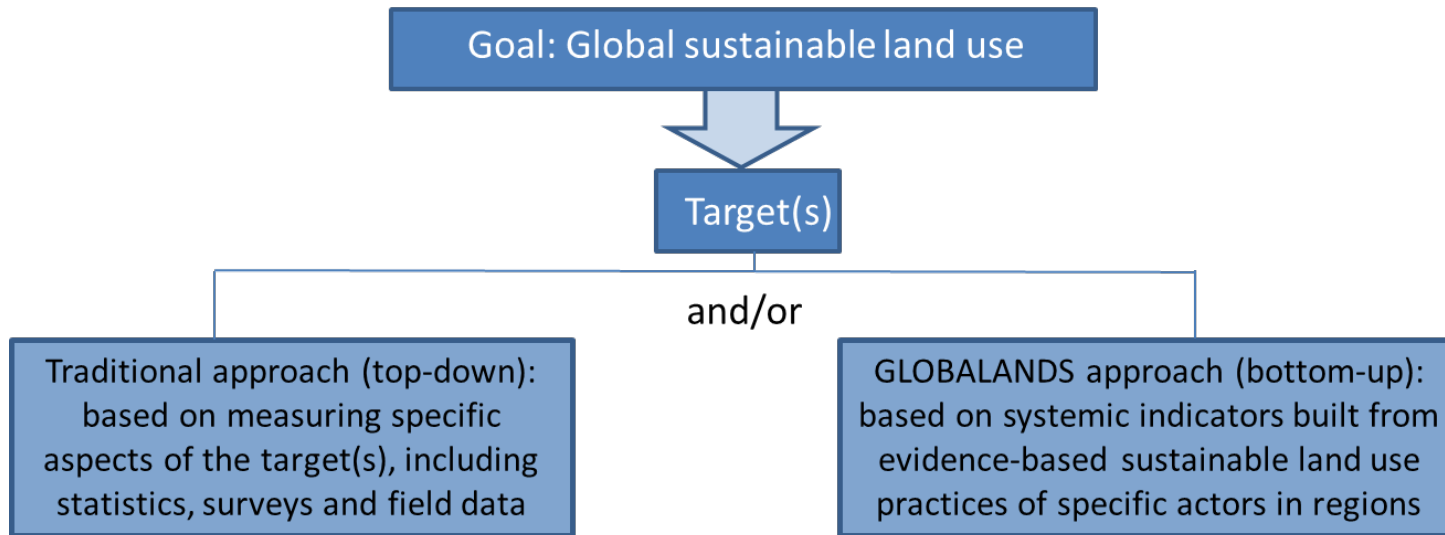 Goal: Global sustainable land use
Target(s)
and/or
Traditional approach (top-down):
based on measuring specific
aspects of the target(s), including
statistics, surveys and field data
GLOBALANDS approach (bottom-up):
based on systemic indicators built from
evidence-based sustainable land use
practices of specific actors in regions